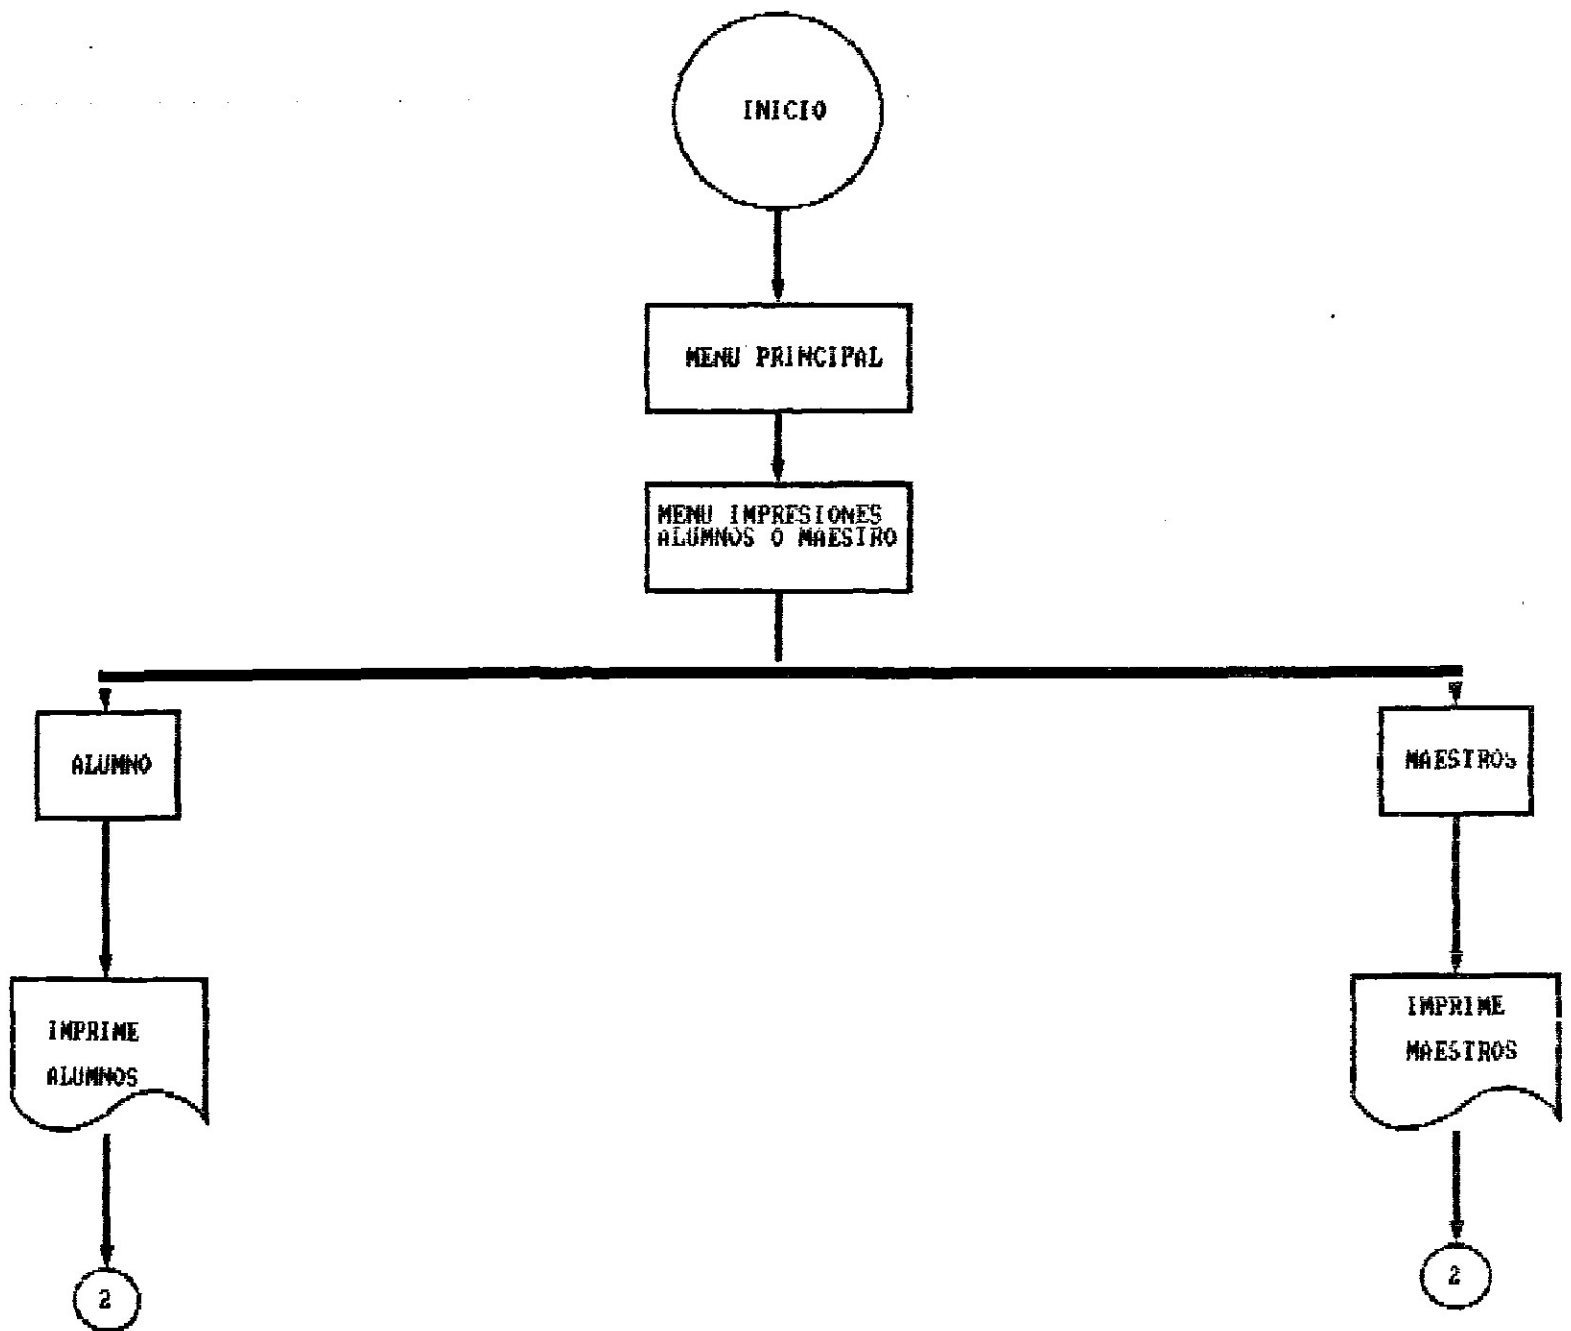 INICIO
MENU PRINCIPAL
MENU IMPRESIONES
ALUMNOS O MAESTRO
ALUMNO
MAESTROS
IMPRIME
ALUMNOS
IMPRIME
MAESTROS
2
2